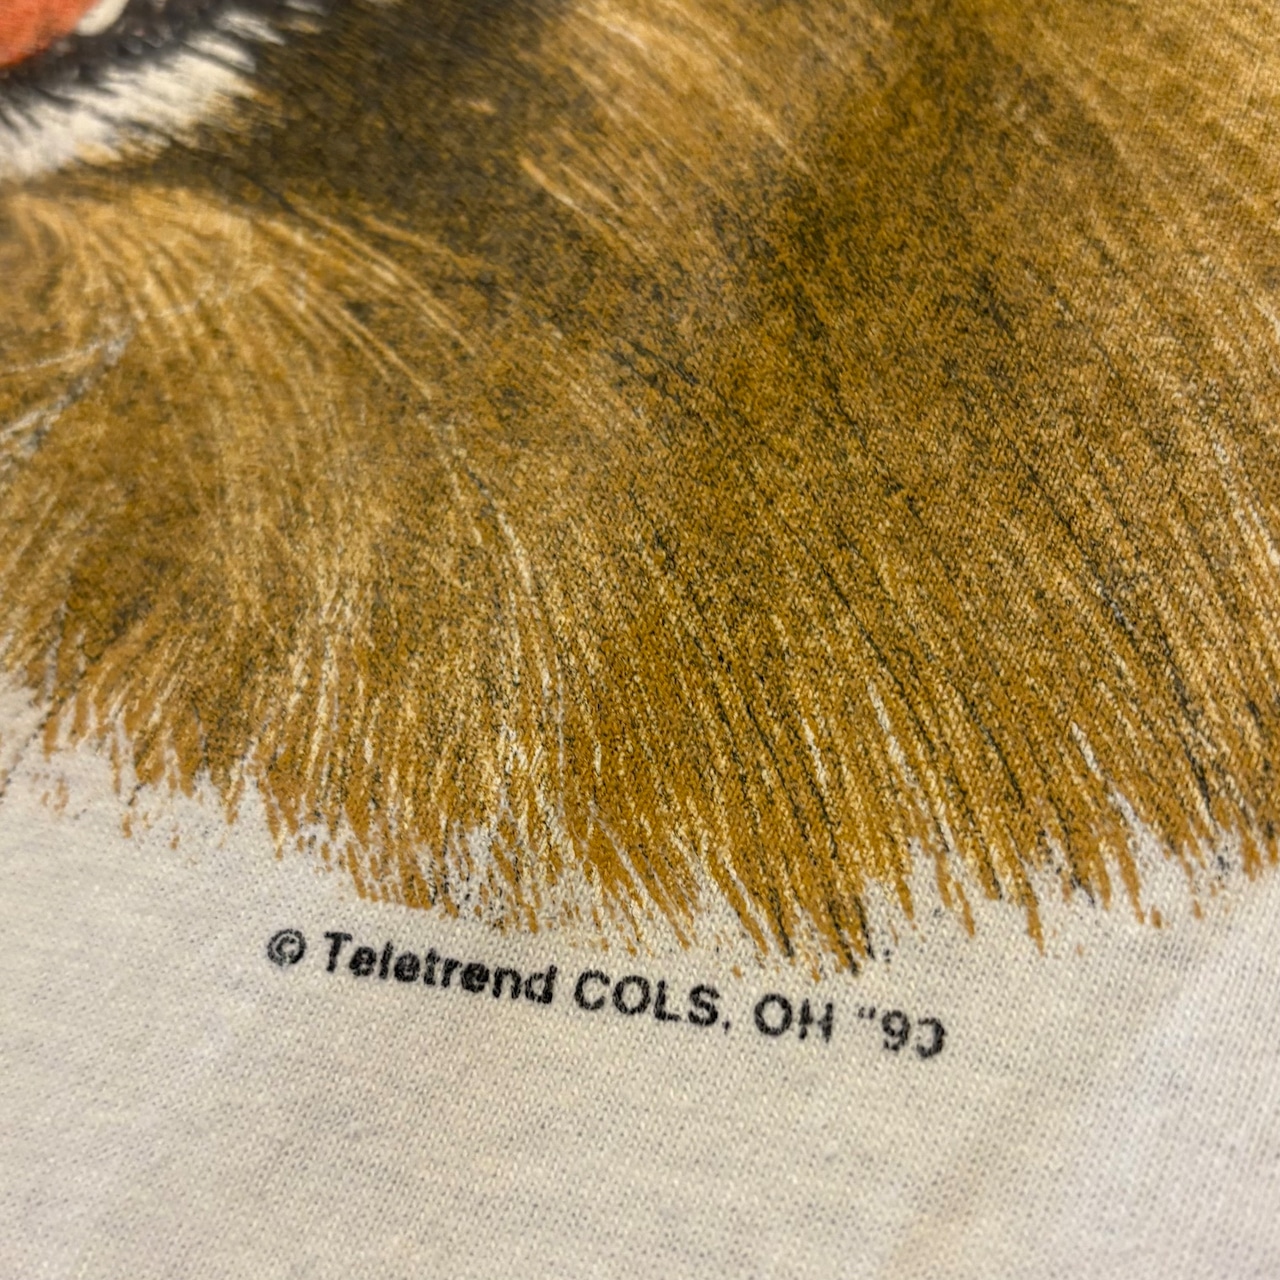 © Teletrend COLS, OH "93